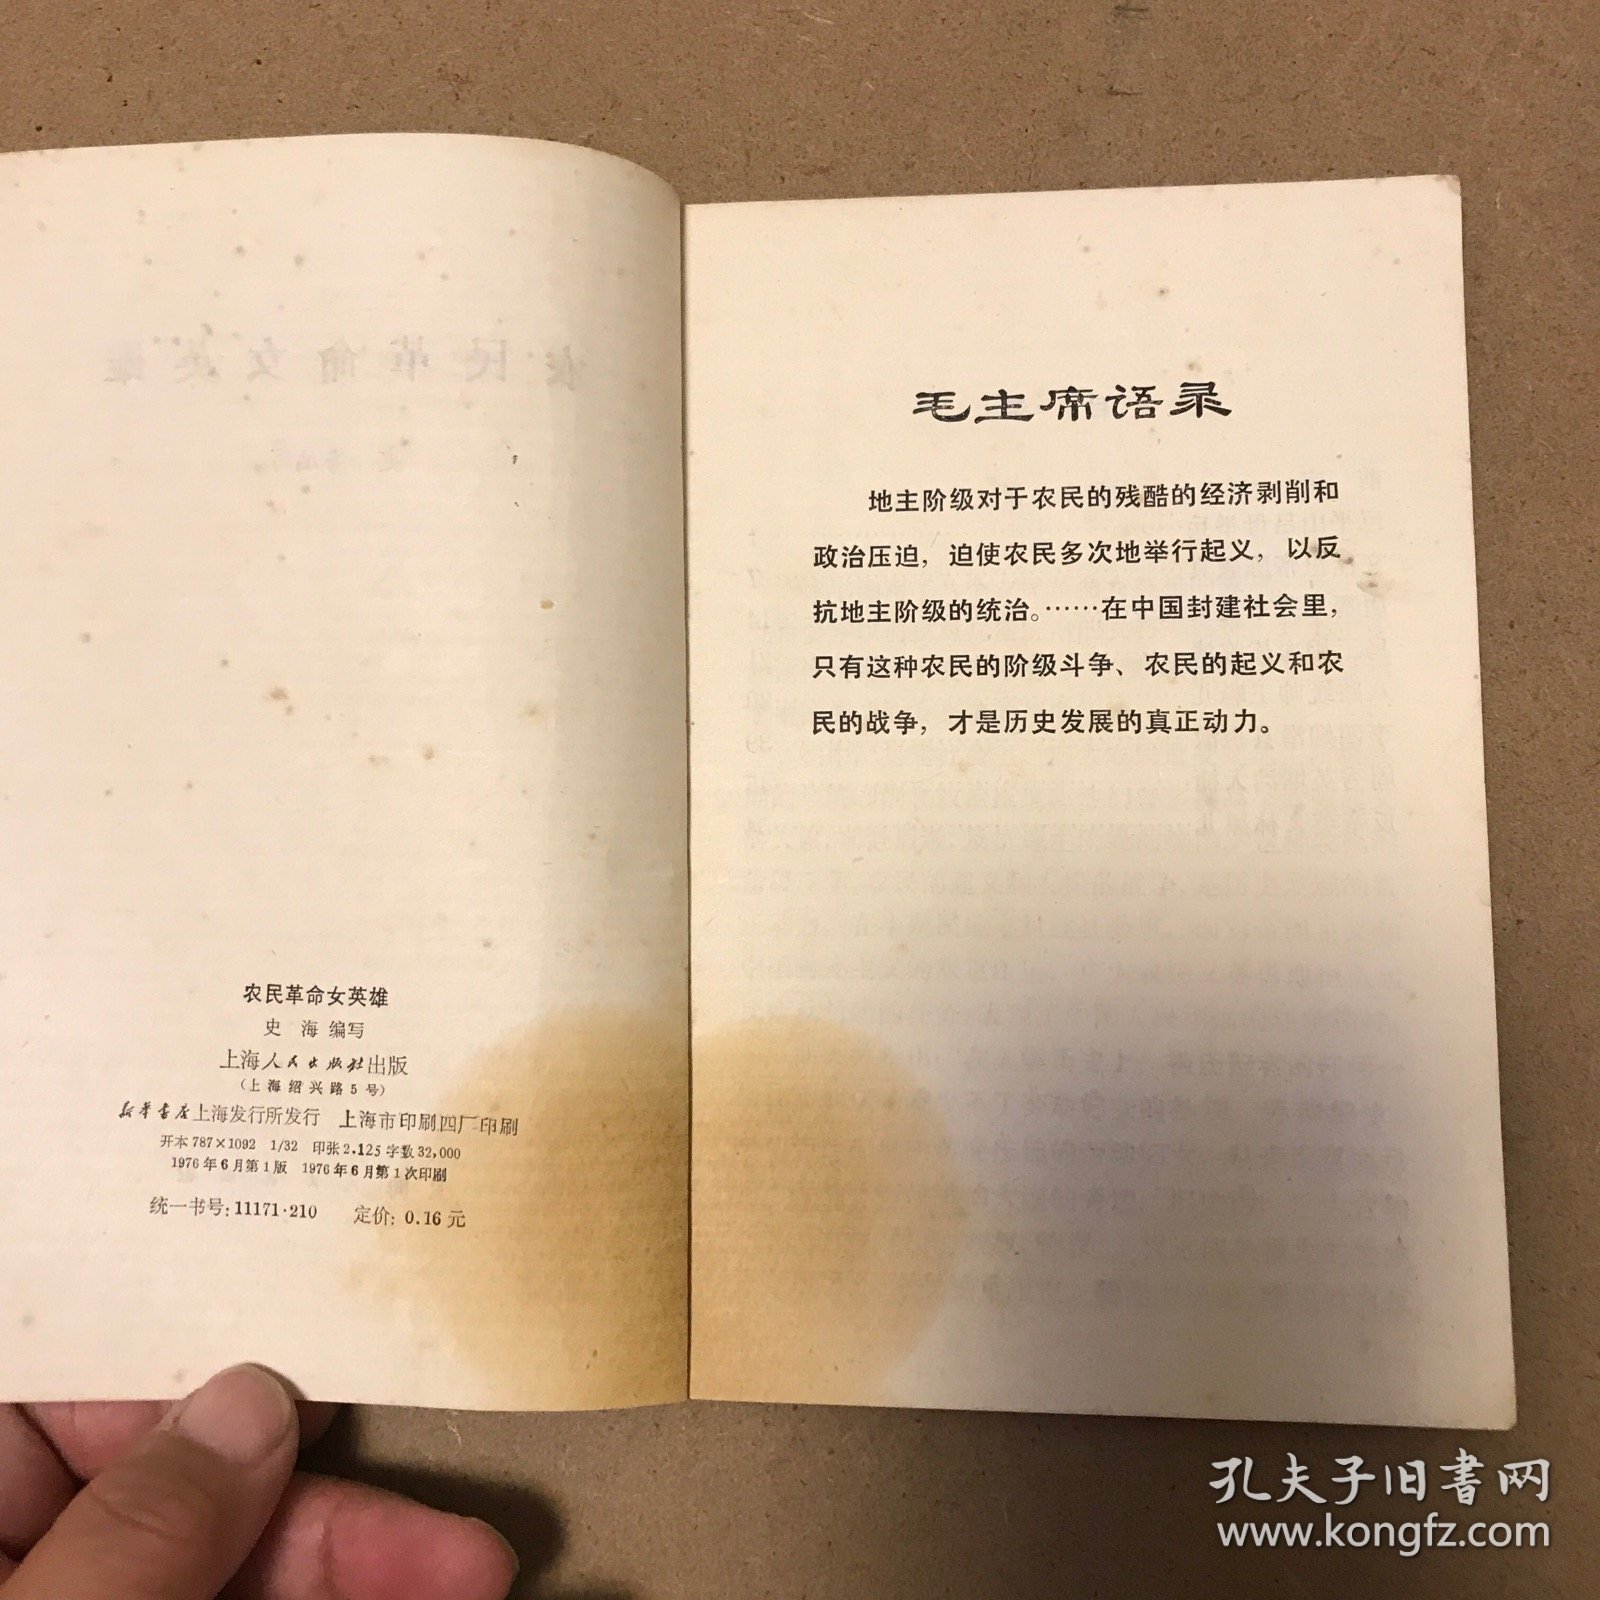 农民革命女英雄
史 海 编写
上海人民出版社出版
(上海绍兴路5号)
新华书店上海发行所发行 上海市印刷四厂印刷
开本787×1092 1/32 印张2.125 字数32,000
1976年6月第1版 1976年6月第1次印刷
统一书号:11171·210 定价:0.16元
毛主席语录
地主阶级对于农民的残酷的经济剥削和
政治压迫,迫使农民多次地举行起义,以反
抗地主阶级的统治。……在中国封建社会里,
只有这种农民的阶级斗争、农民的起义和农
民的战争,才是历史发展的真正动力。
孔夫子旧书网
www.kongfz.com